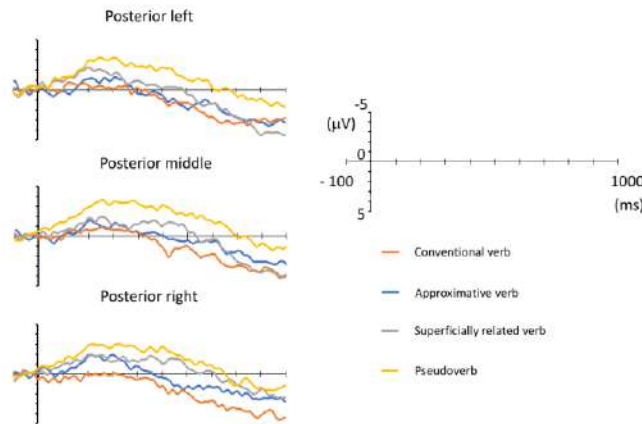 Posterior left
Posterior middle
Posterior right
-5
(μV)
0
- 100
1000
(ms)
5
Conventional verb
Approximative verb
Superficially related verb
Pseudoverb